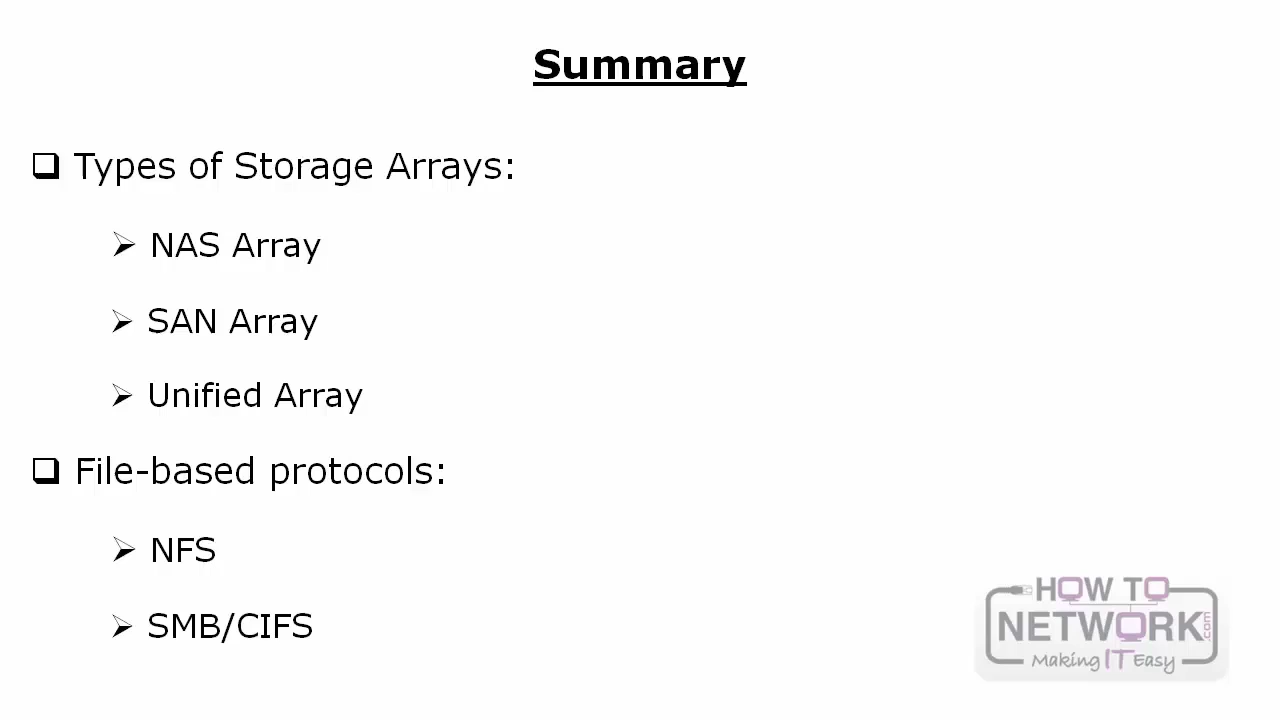 Summary
Types of Storage Arrays:
NAS Array
SAN Array
Unified Array
File-based protocols:
NFS
SMB/CIFS
HOW TO
NETWORK.com
Making IT Easy